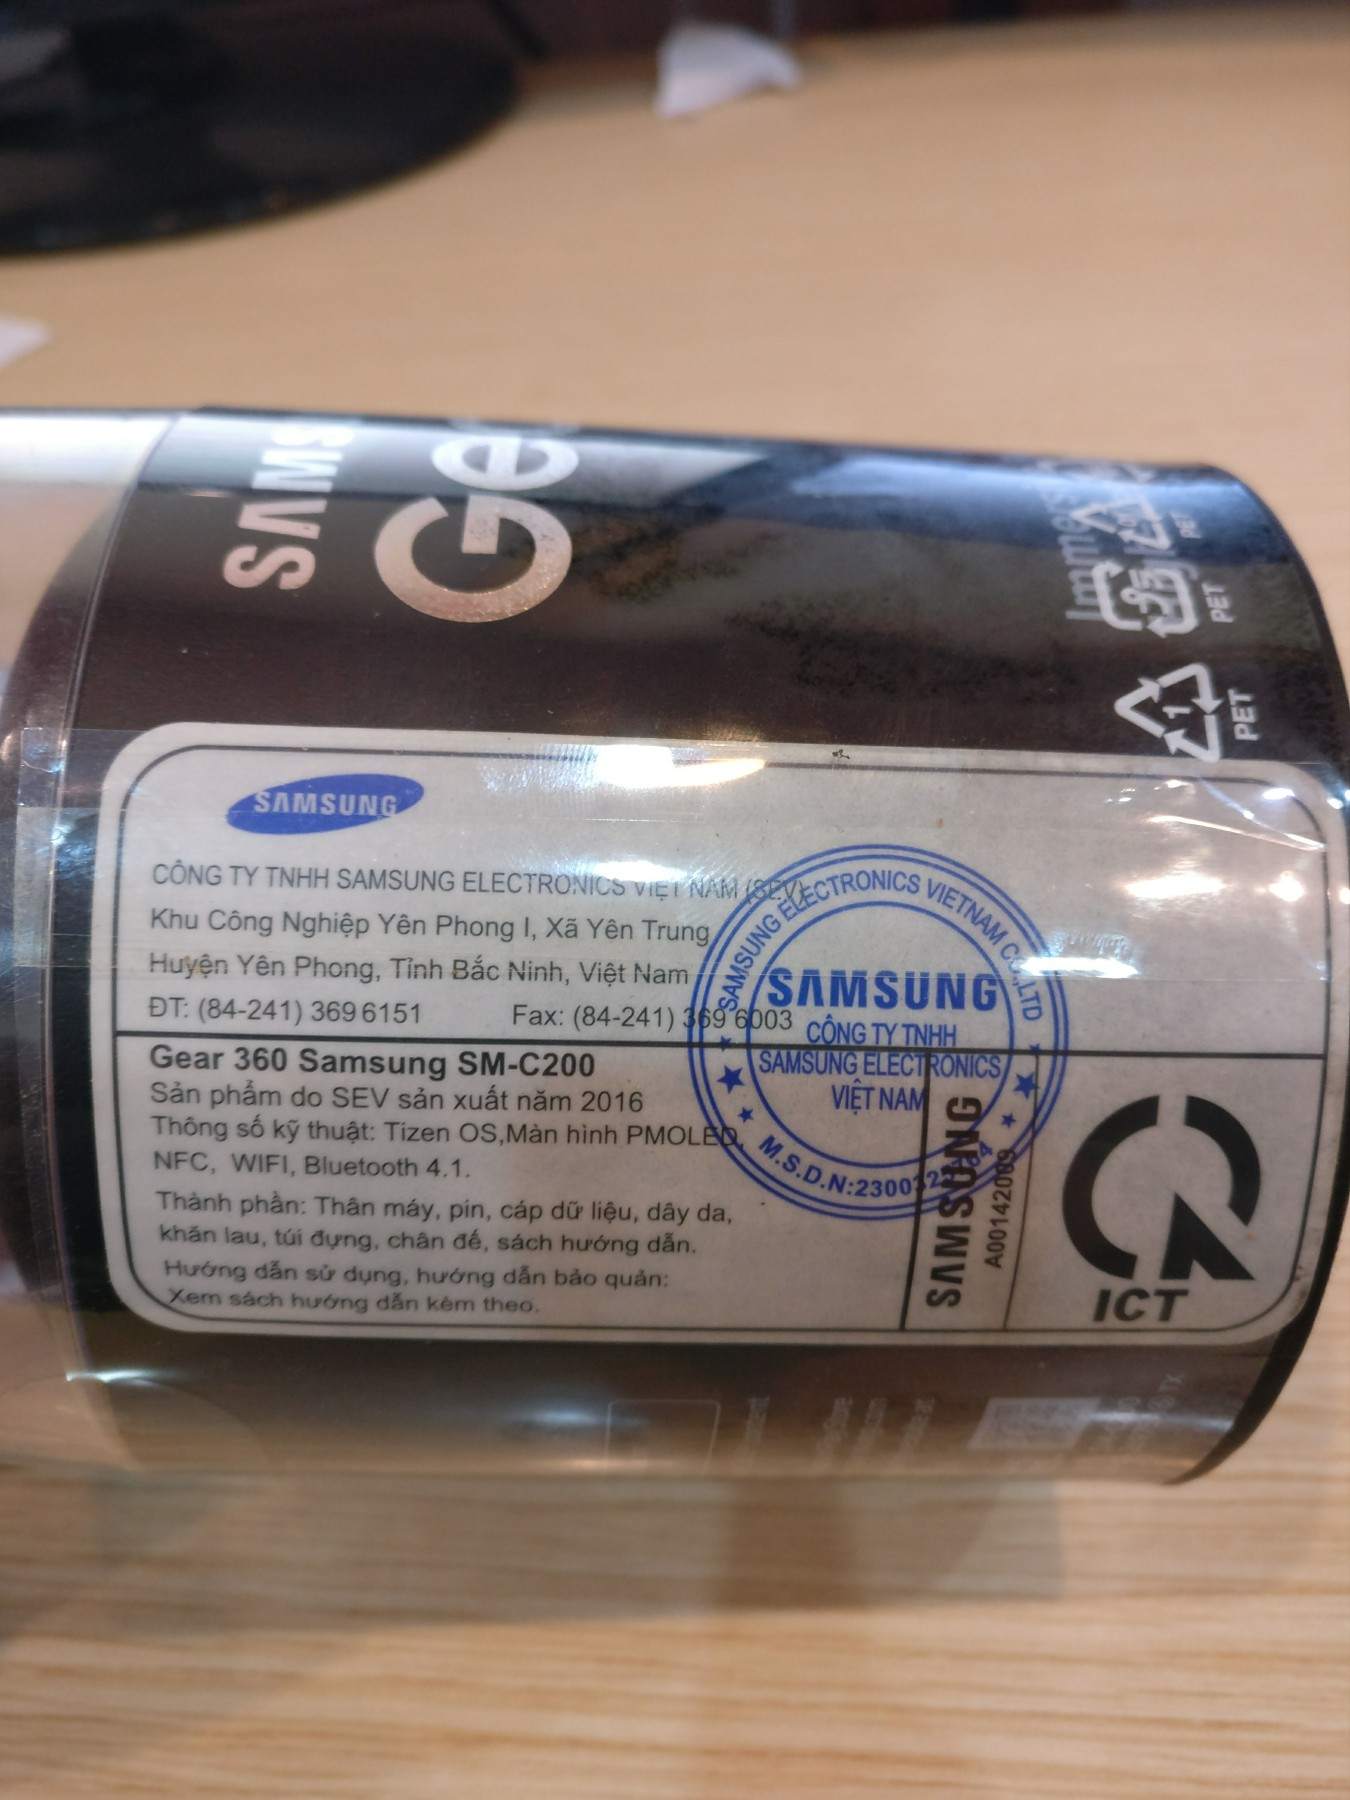 SAMS
Ge
PET
PET
1
PET
SAMSUNG
CÔNG TY TNHH SAMSUNG ELECTRONICS VIỆT NAM (SEV)
Khu Công Nghiệp Yên Phong I, Xã Yên Trung
Huyện Yên Phong, Tỉnh Bắc Ninh, Việt Nam
ĐT: (84-241) 3696151 Fax: (84-241) 369 6003
SAMSUNG ELECTRONICS VIETNAM CO.,LTD
SAMSUNG
CÔNG TY TNHH
SAMSUNG ELECTRONICS
VIỆT NAM
Gear 360 Samsung SM-C200
Sản phẩm do SEV sản xuất năm 2016
Thông số kỹ thuật: Tizen OS,Màn hình PMOLED,
NFC, WIFI, Bluetooth 4.1.
Thành phần: Thân máy, pin, cáp dữ liệu, dây da,
khăn lau, túi đựng, chân đế, sách hướng dẫn.
Hướng dẫn sử dụng, hướng dẫn bảo quản:
Xem sách hướng dẫn kèm theo.
SAMSUNG
A00142009
ICT